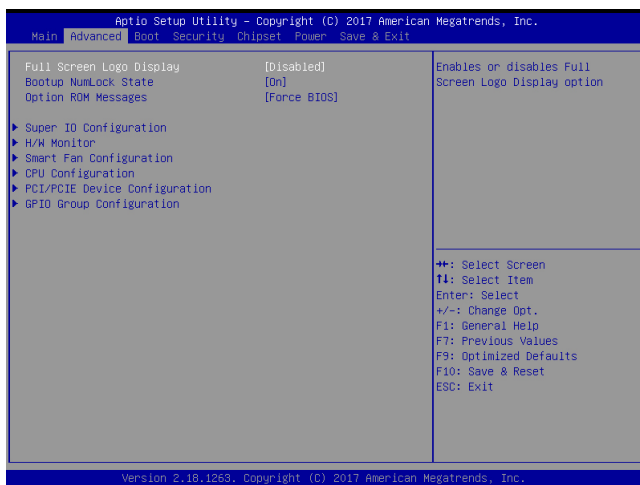 Aptio Setup Utility – Copyright (C) 2017 American Megatrends, Inc.
Main Advanced Boot Security Chipset Power Save & Exit
Full Screen Logo Display [Disabled]
Bootup NumLock State [On]
Option ROM Messages [Force BIOS]
Super IO Configuration
H/W Monitor
Smart Fan Configuration
CPU Configuration
PCI/PCIE Device Configuration
GPIO Group Configuration
Enables or disables Full
Screen Logo Display option
→←: Select Screen
↑↓: Select Item
Enter: Select
+/-: Change Opt.
F1: General Help
F7: Previous Values
F9: Optimized Defaults
F10: Save & Reset
ESC: Exit
Version 2.18.1263. Copyright (C) 2017 American Megatrends, Inc.